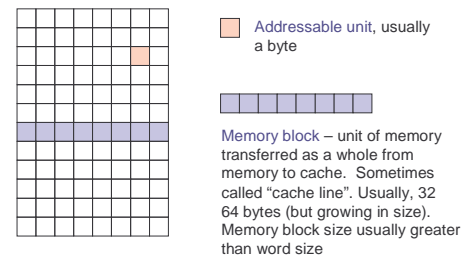 Addressable unit, usually
a byte
Memory block – unit of memory
transferred as a whole from
memory to cache. Sometimes
called “cache line”. Usually, 32
64 bytes (but growing in size).
Memory block size usually greater
than word size